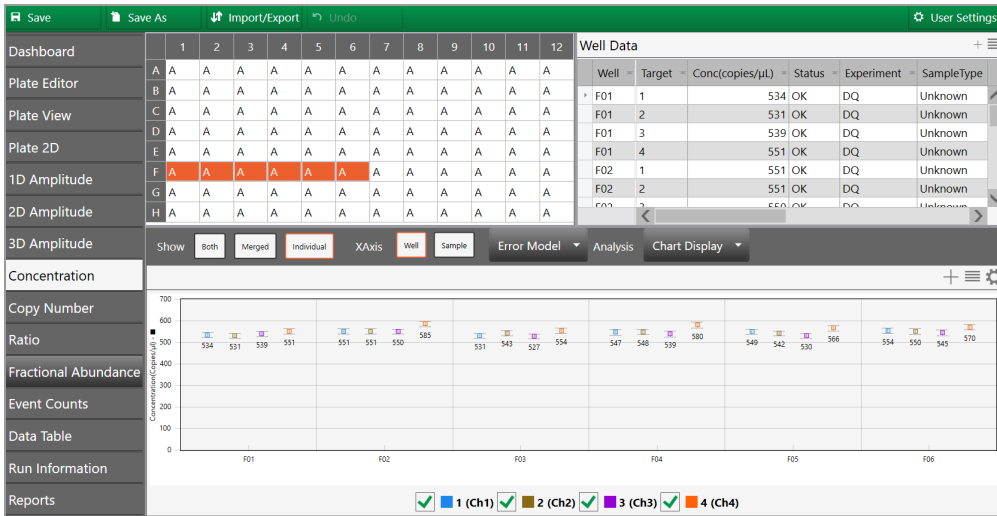 Save Save As Import/Export Undo User Settings
Dashboard
Plate Editor
Plate View
Plate 2D
1D Amplitude
2D Amplitude
3D Amplitude
Concentration
Copy Number
Ratio
Fractional Abundance
Event Counts
Data Table
Run Information
Reports
1 2 3 4 5 6 7 8 9 10 11 12
A A A A A A A A A A A A A
B A A A A A A A A A A A A
C A A A A A A A A A A A A
D A A A A A A A A A A A A
E A A A A A A A A A A A A
F A A A A A A A A A A A A
G A A A A A A A A A A A A
H A A A A A A A A A A A A
Well Data
Well Target Conc(copies/µL) Status Experiment SampleType
F01 1 534 OK DQ Unknown
F01 2 531 OK DQ Unknown
F01 3 539 OK DQ Unknown
F01 4 551 OK DQ Unknown
F02 1 551 OK DQ Unknown
F02 2 551 OK DQ Unknown
Show Both Merged Individual XAxis Well Sample Error Model Analysis Chart Display
Concentration(Copies/µl) -
700
600
500
400
300
200
100
0
534 531 539 551 551 551 550 585 531 543 527 554 547 548 539 580 549 542 530 566 554 550 545 570
F01 F02 F03 F04 F05 F06
1 (Ch1) 2 (Ch2) 3 (Ch3) 4 (Ch4)